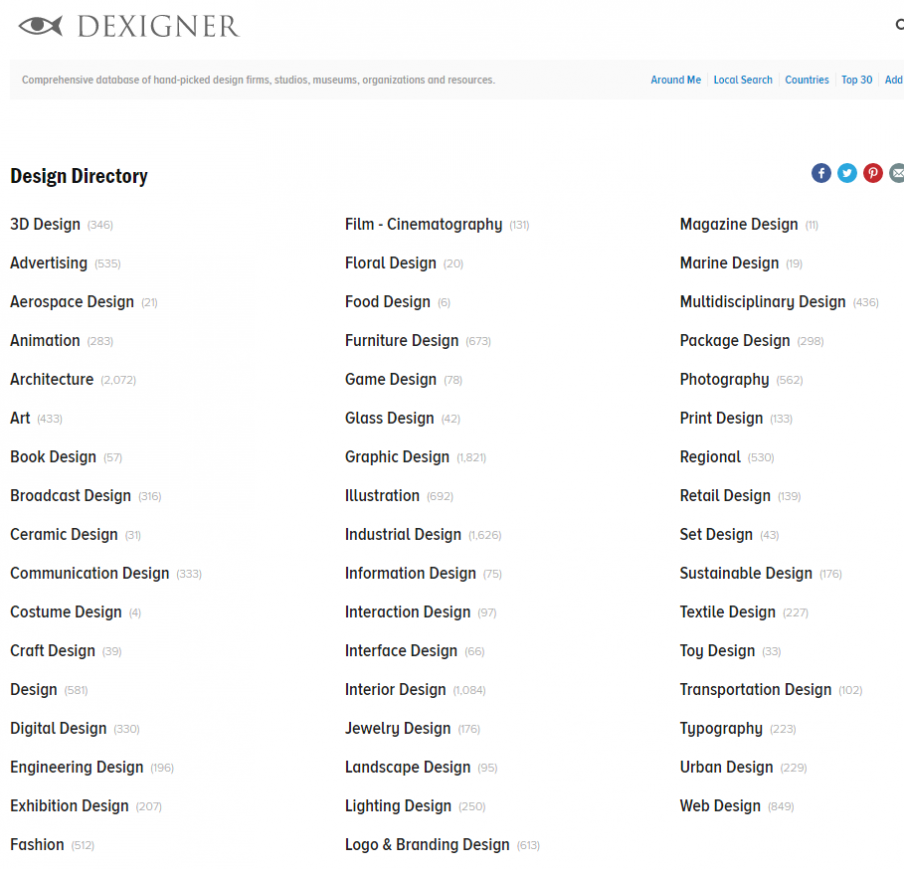 DEXIGNER
Comprehensive database of hand-picked design firms, studios, museums, organizations and resources.
Around Me
Local Search
Countries
Top 30
Add
Design Directory
3D Design (346)
Advertising (535)
Aerospace Design (21)
Animation (283)
Architecture (2,072)
Art (433)
Book Design (57)
Broadcast Design (316)
Ceramic Design (31)
Communication Design (333)
Costume Design (4)
Craft Design (39)
Design (581)
Digital Design (330)
Engineering Design (196)
Exhibition Design (207)
Fashion (512)
Film - Cinematography (131)
Floral Design (20)
Food Design (6)
Furniture Design (673)
Game Design (78)
Glass Design (42)
Graphic Design (1,821)
Illustration (692)
Industrial Design (1,626)
Information Design (75)
Interaction Design (97)
Interface Design (66)
Interior Design (1,084)
Jewelry Design (176)
Landscape Design (95)
Lighting Design (250)
Logo & Branding Design (613)
Magazine Design (11)
Marine Design (19)
Multidisciplinary Design (436)
Package Design (298)
Photography (562)
Print Design (133)
Regional (530)
Retail Design (139)
Set Design (43)
Sustainable Design (176)
Textile Design (227)
Toy Design (33)
Transportation Design (102)
Typography (223)
Urban Design (229)
Web Design (849)